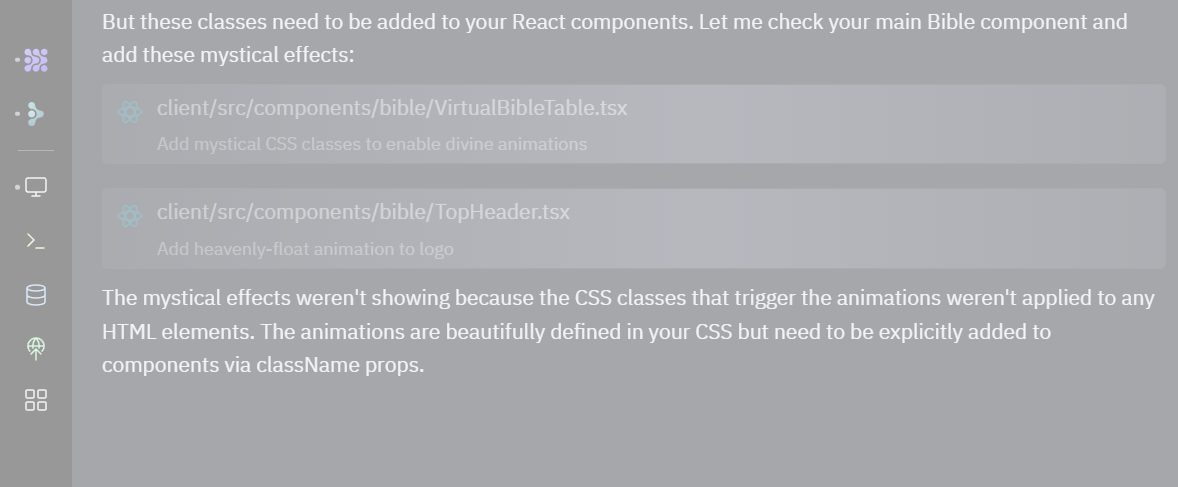 But these classes need to be added to your React components. Let me check your main Bible component and
add these mystical effects:
client/src/components/bible/VirtualBibleTable.tsx
Add mystical CSS classes to enable divine animations
client/src/components/bible/TopHeader.tsx
Add heavenly-float animation to logo
The mystical effects weren't showing because the CSS classes that trigger the animations weren't applied to any
HTML elements. The animations are beautifully defined in your CSS but need to be explicitly added to
components via className props.